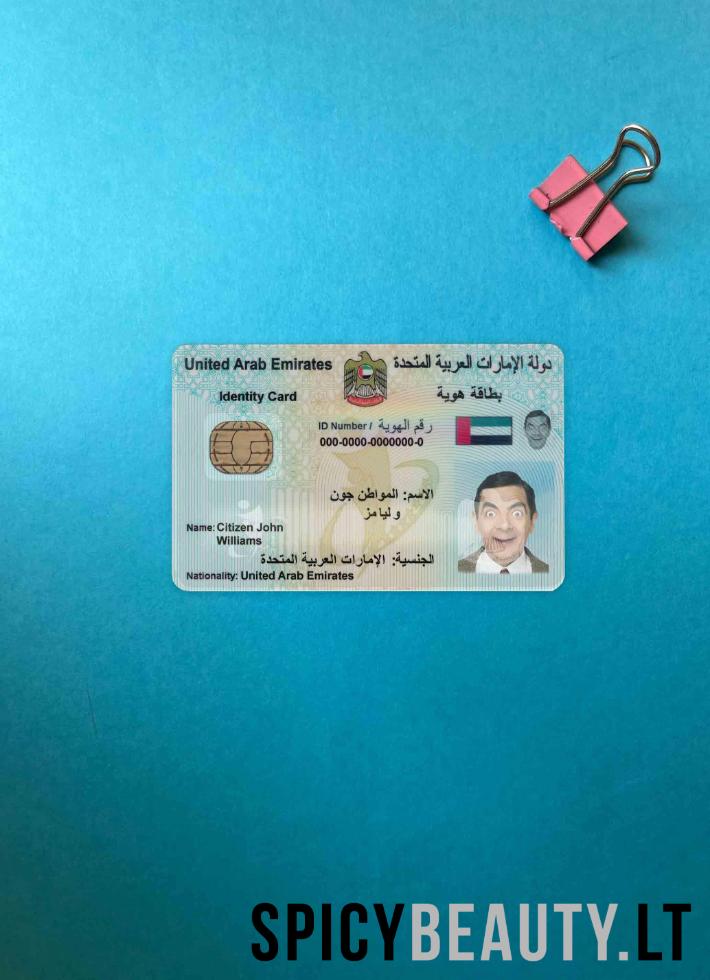 United Arab Emirates
دولة الإمارات العربية المتحدة
Identity Card
بطاقة هوية
ID Number / رقم الهوية
000-0000-0000000-0
الاسم: المواطن جون
وليامز
Name: Citizen John
Williams
الجنسية: الإمارات العربية المتحدة
Nationality: United Arab Emirates
SPICYBEAUTY.LT